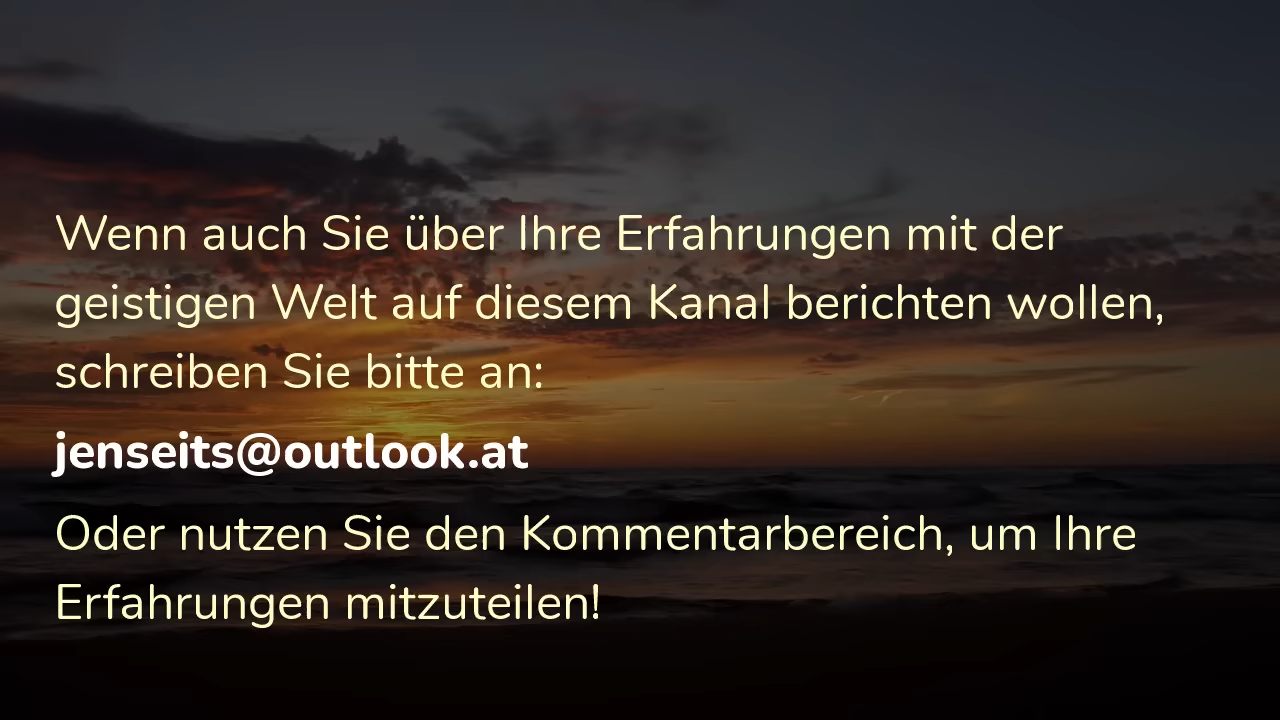 Wenn auch Sie über Ihre Erfahrungen mit der
geistigen Welt auf diesem Kanal berichten wollen,
schreiben Sie bitte an:
jenseits@outlook.at
Oder nutzen Sie den Kommentarbereich, um Ihre
Erfahrungen mitzuteilen!